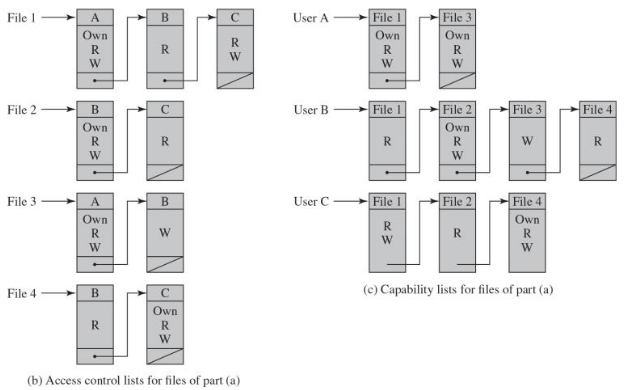 File 1
A
Own
R
W
B
R
C
R
W
File 2
B
Own
R
W
C
R
File 3
A
Own
R
W
B
W
File 4
B
R
C
Own
R
W
(b) Access control lists for files of part (a)
User A
File 1
Own
R
W
File 3
Own
R
W
User B
File 1
R
File 2
Own
R
W
File 3
W
File 4
R
User C
File 1
R
W
File 2
R
File 4
Own
R
W
(c) Capability lists for files of part (a)